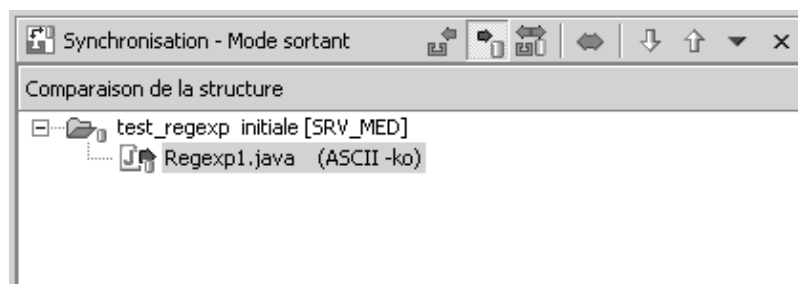 Synchronisation - Mode sortant
Comparaison de la structure
test_regexp initiale [SRV_MED]
Regexp1.java (ASCII -ko)